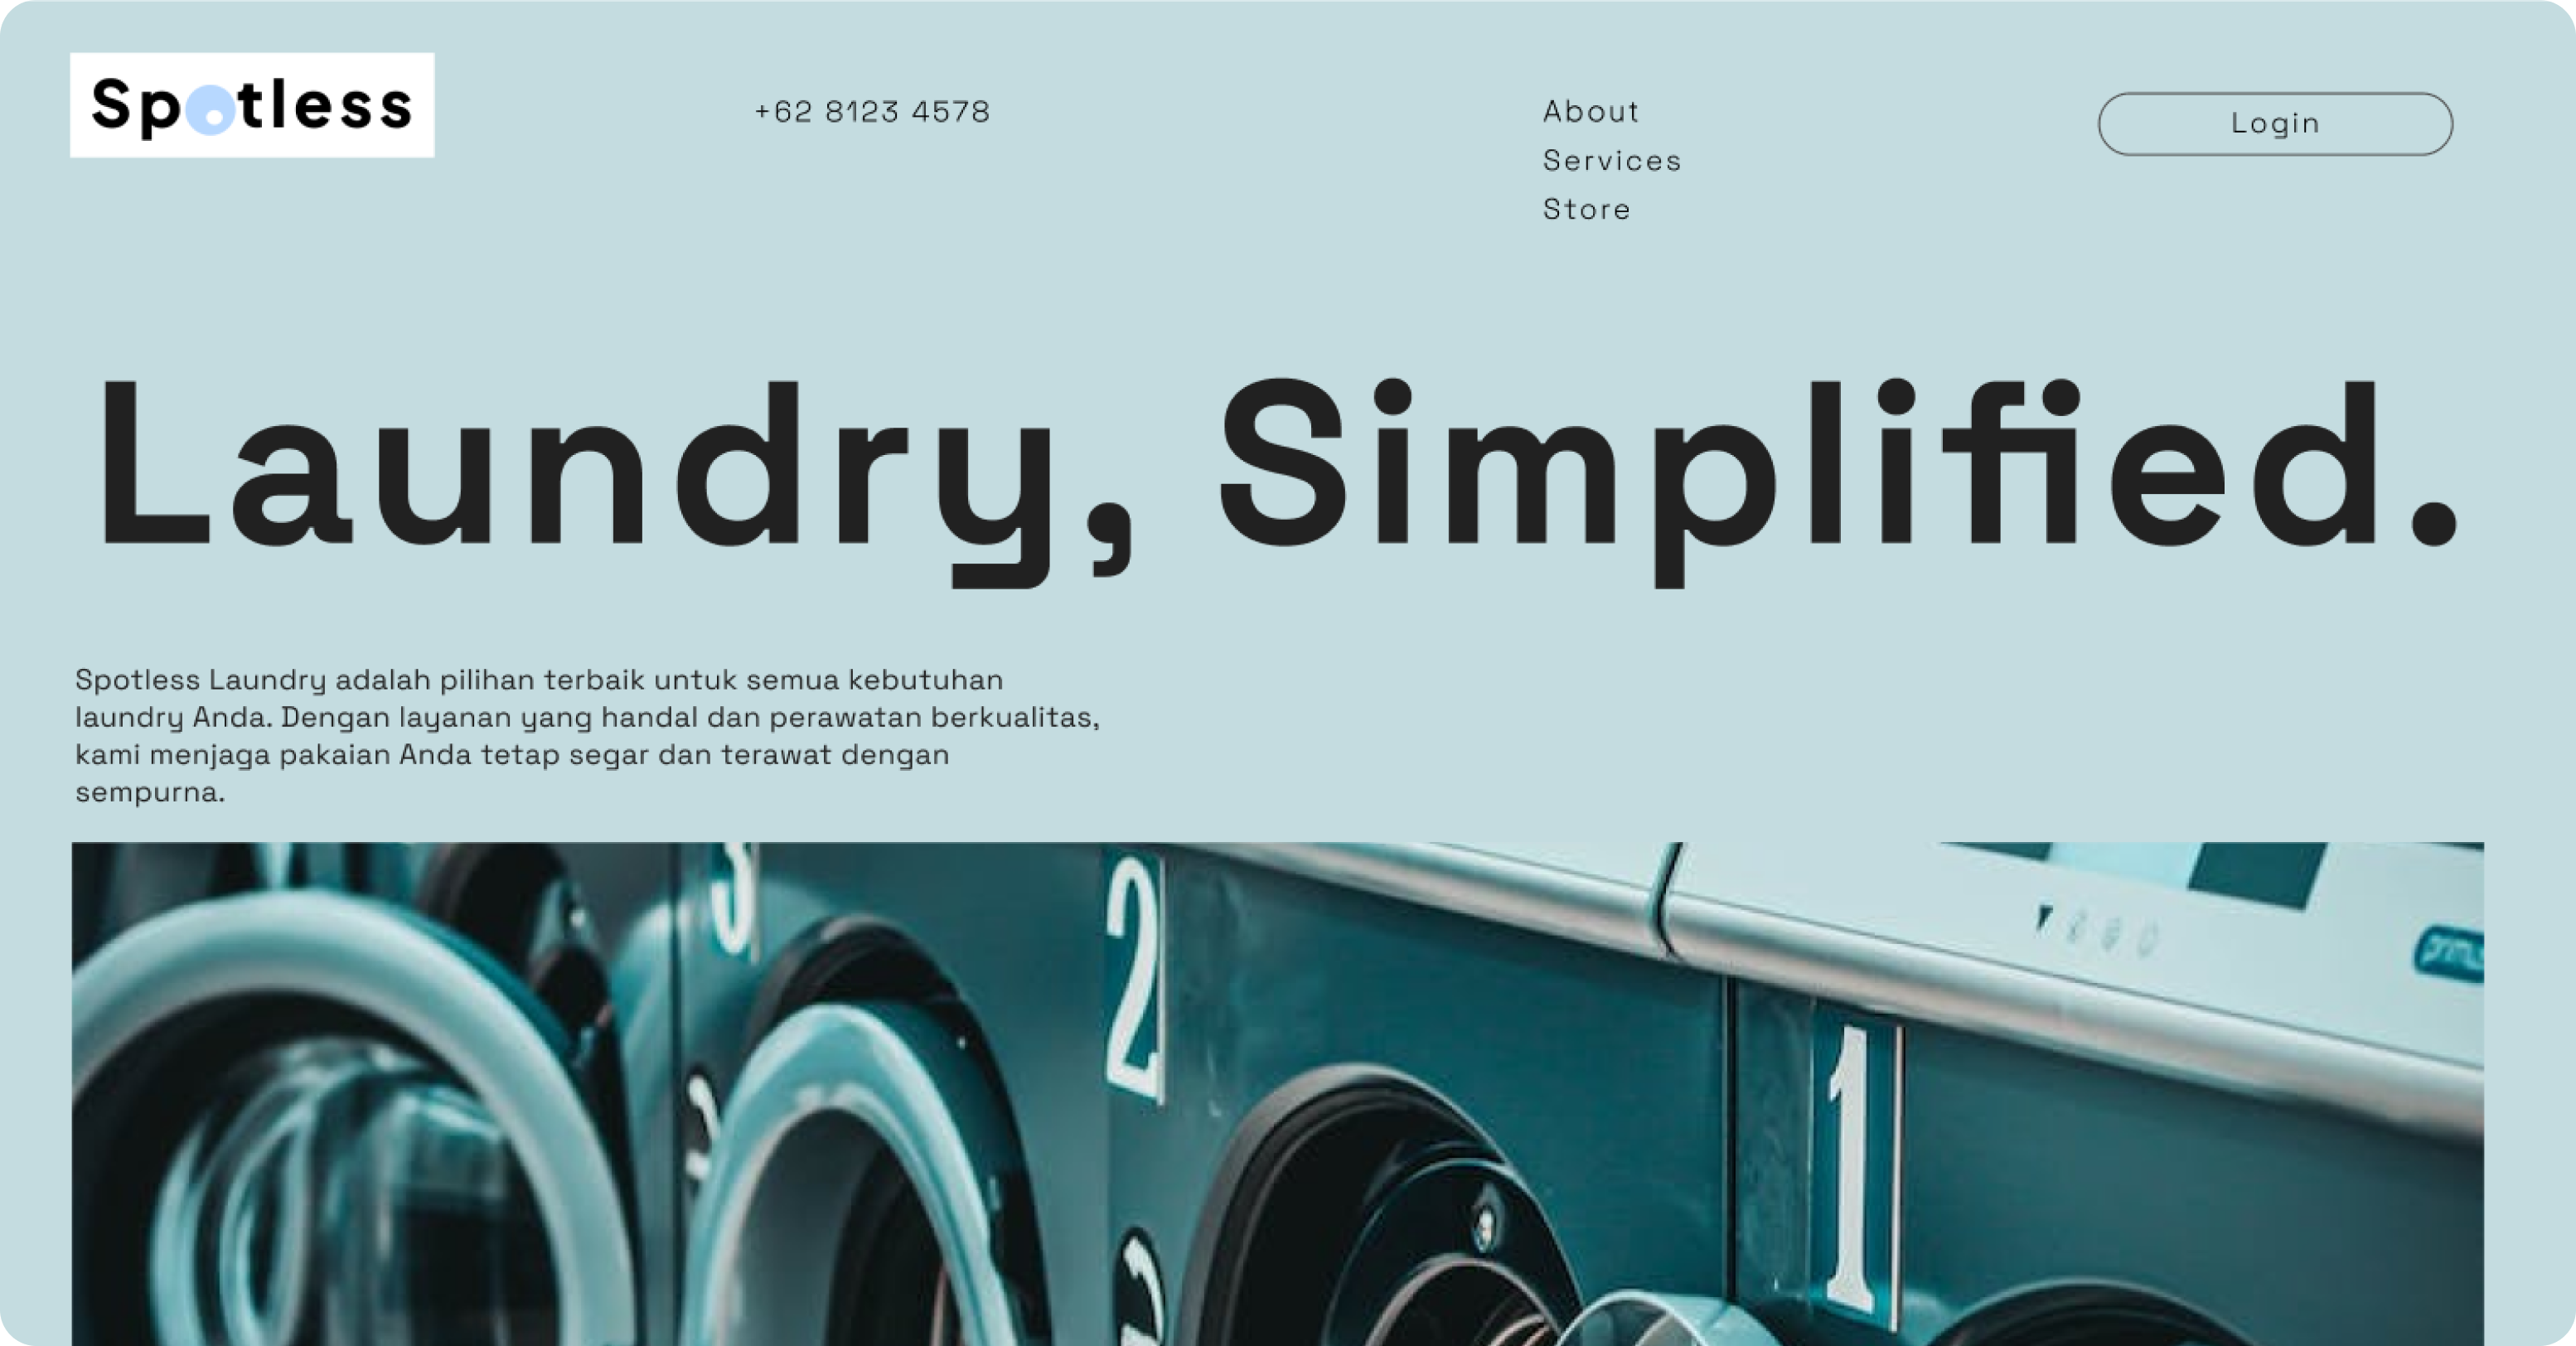 Spotless
+62 8123 4578
About
Services
Store
Login
Laundry, Simplified.
Spotless Laundry adalah pilihan terbaik untuk semua kebutuhan
laundry Anda. Dengan layanan yang handal dan perawatan berkualitas,
kami menjaga pakaian Anda tetap segar dan terawat dengan
sempurna.
3
2
1